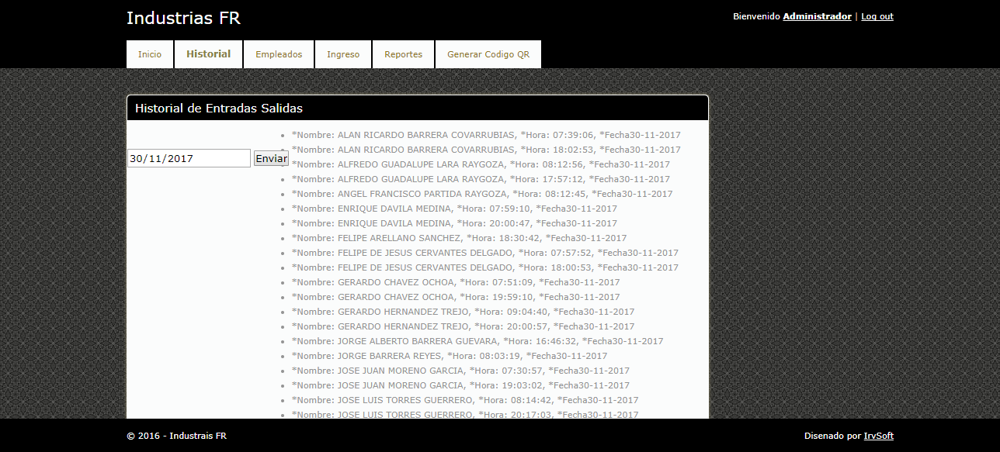 Industrias FR
Bienvenido Administrador | Log out
Inicio
Historial
Empleados
Ingreso
Reportes
Generar Codigo QR
Historial de Entradas Salidas
30/11/2017
Enviar
*Nombre: ALAN RICARDO BARRERA COVARRUBIAS, *Hora: 07:39:06, *Fecha30-11-2017
*Nombre: ALAN RICARDO BARRERA COVARRUBIAS, *Hora: 18:02:53, *Fecha30-11-2017
*Nombre: ALFREDO GUADALUPE LARA RAYGOZA, *Hora: 08:12:56, *Fecha30-11-2017
*Nombre: ALFREDO GUADALUPE LARA RAYGOZA, *Hora: 17:57:12, *Fecha30-11-2017
*Nombre: ANGEL FRANCISCO PARTIDA RAYGOZA, *Hora: 08:12:45, *Fecha30-11-2017
*Nombre: ENRIQUE DAVILA MEDINA, *Hora: 07:59:10, *Fecha30-11-2017
*Nombre: ENRIQUE DAVILA MEDINA, *Hora: 20:00:47, *Fecha30-11-2017
*Nombre: FELIPE ARELLANO SANCHEZ, *Hora: 18:30:42, *Fecha30-11-2017
*Nombre: FELIPE DE JESUS CERVANTES DELGADO, *Hora: 07:57:52, *Fecha30-11-2017
*Nombre: FELIPE DE JESUS CERVANTES DELGADO, *Hora: 18:00:53, *Fecha30-11-2017
*Nombre: GERARDO CHAVEZ OCHOA, *Hora: 07:51:09, *Fecha30-11-2017
*Nombre: GERARDO CHAVEZ OCHOA, *Hora: 19:59:10, *Fecha30-11-2017
*Nombre: GERARDO HERNANDEZ TREJO, *Hora: 09:04:40, *Fecha30-11-2017
*Nombre: GERARDO HERNANDEZ TREJO, *Hora: 20:00:57, *Fecha30-11-2017
*Nombre: JORGE ALBERTO BARRERA GUEVARA, *Hora: 16:46:32, *Fecha30-11-2017
*Nombre: JORGE BARRERA REYES, *Hora: 08:03:19, *Fecha30-11-2017
*Nombre: JOSE JUAN MORENO GARCIA, *Hora: 07:30:57, *Fecha30-11-2017
*Nombre: JOSE JUAN MORENO GARCIA, *Hora: 19:03:02, *Fecha30-11-2017
*Nombre: JOSE LUIS TORRES GUERRERO, *Hora: 08:14:42, *Fecha30-11-2017
*Nombre: JOSE LUIS TORRES GUERRERO, *Hora: 20:17:03, *Fecha30-11-2017
© 2016 - Industrais FR
Disenado por IrvSoft